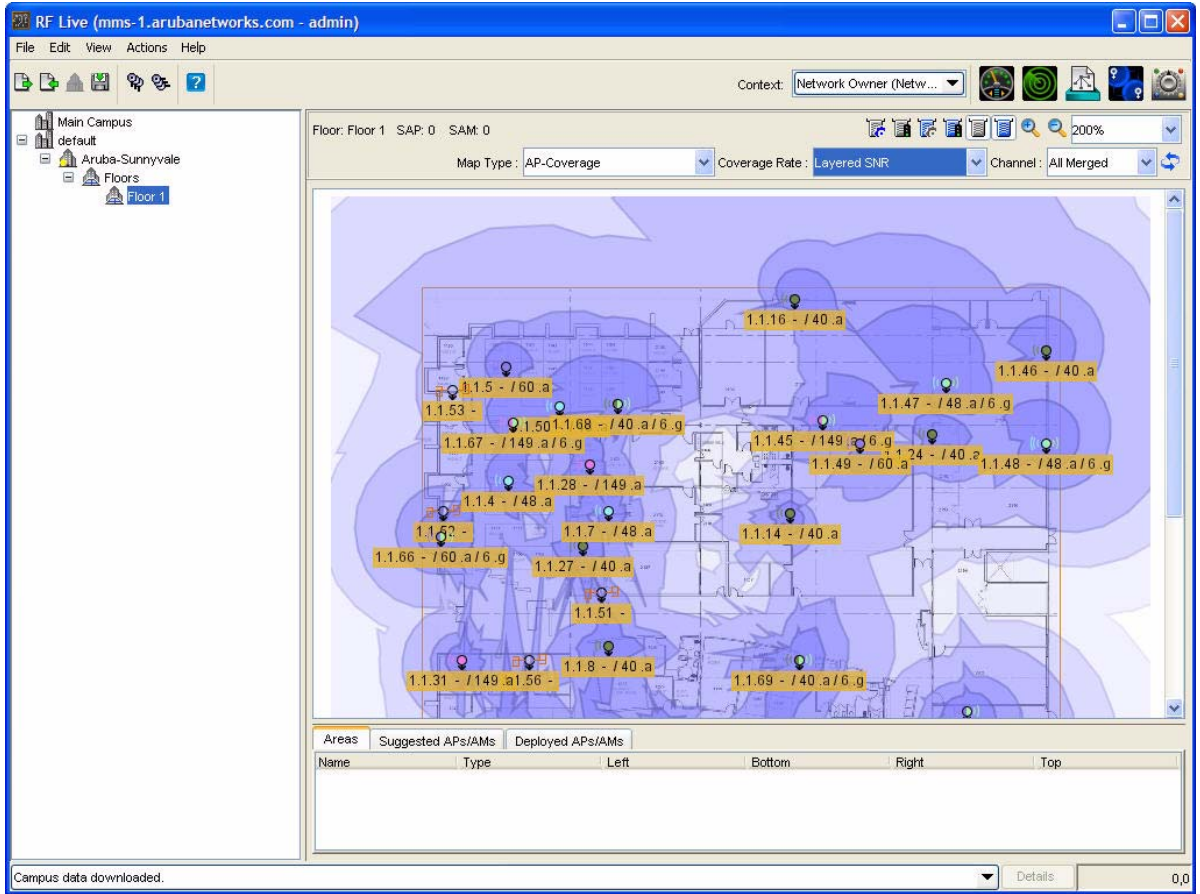 RF Live (mms-1.arubanetworks.com - admin)
File Edit View Actions Help
Context: Network Owner (Netw...
Main Campus
default
Aruba-Sunnyvale
Floors
Floor 1
Floor: Floor 1 SAP: 0 SAM: 0
200%
Map Type : AP-Coverage Coverage Rate : Layered SNR Channel : All Merged
1.1.16 - / 40 .a
1.1.46 - / 40 .a
1.1.5 - / 60 .a
1.1.47 - / 48 .a / 6 .g
1.1.53 -
1.1.50
1.1.68 - / 40 .a / 6 .g
1.1.67 - / 149 .a / 6 .g
1.1.45 - / 149 .a / 6 .g
1.1.24 - / 40 .a
1.1.49 - / 60 .a
1.1.48 - / 48 .a / 6 .g
1.1.28 - / 149 .a
1.1.4 - / 48 .a
1.1.52 -
1.1.7 - / 48 .a
1.1.14 - / 40 .a
1.1.66 - / 60 .a / 6 .g
1.1.27 - / 40 .a
1.1.51 -
1.1.8 - / 40 .a
1.1.31 - / 149 .a
1.56 -
1.1.69 - / 40 .a / 6 .g
Areas Suggested APs/AMs Deployed APs/AMs
Name Type Left Bottom Right Top
Campus data downloaded. Details 0,0